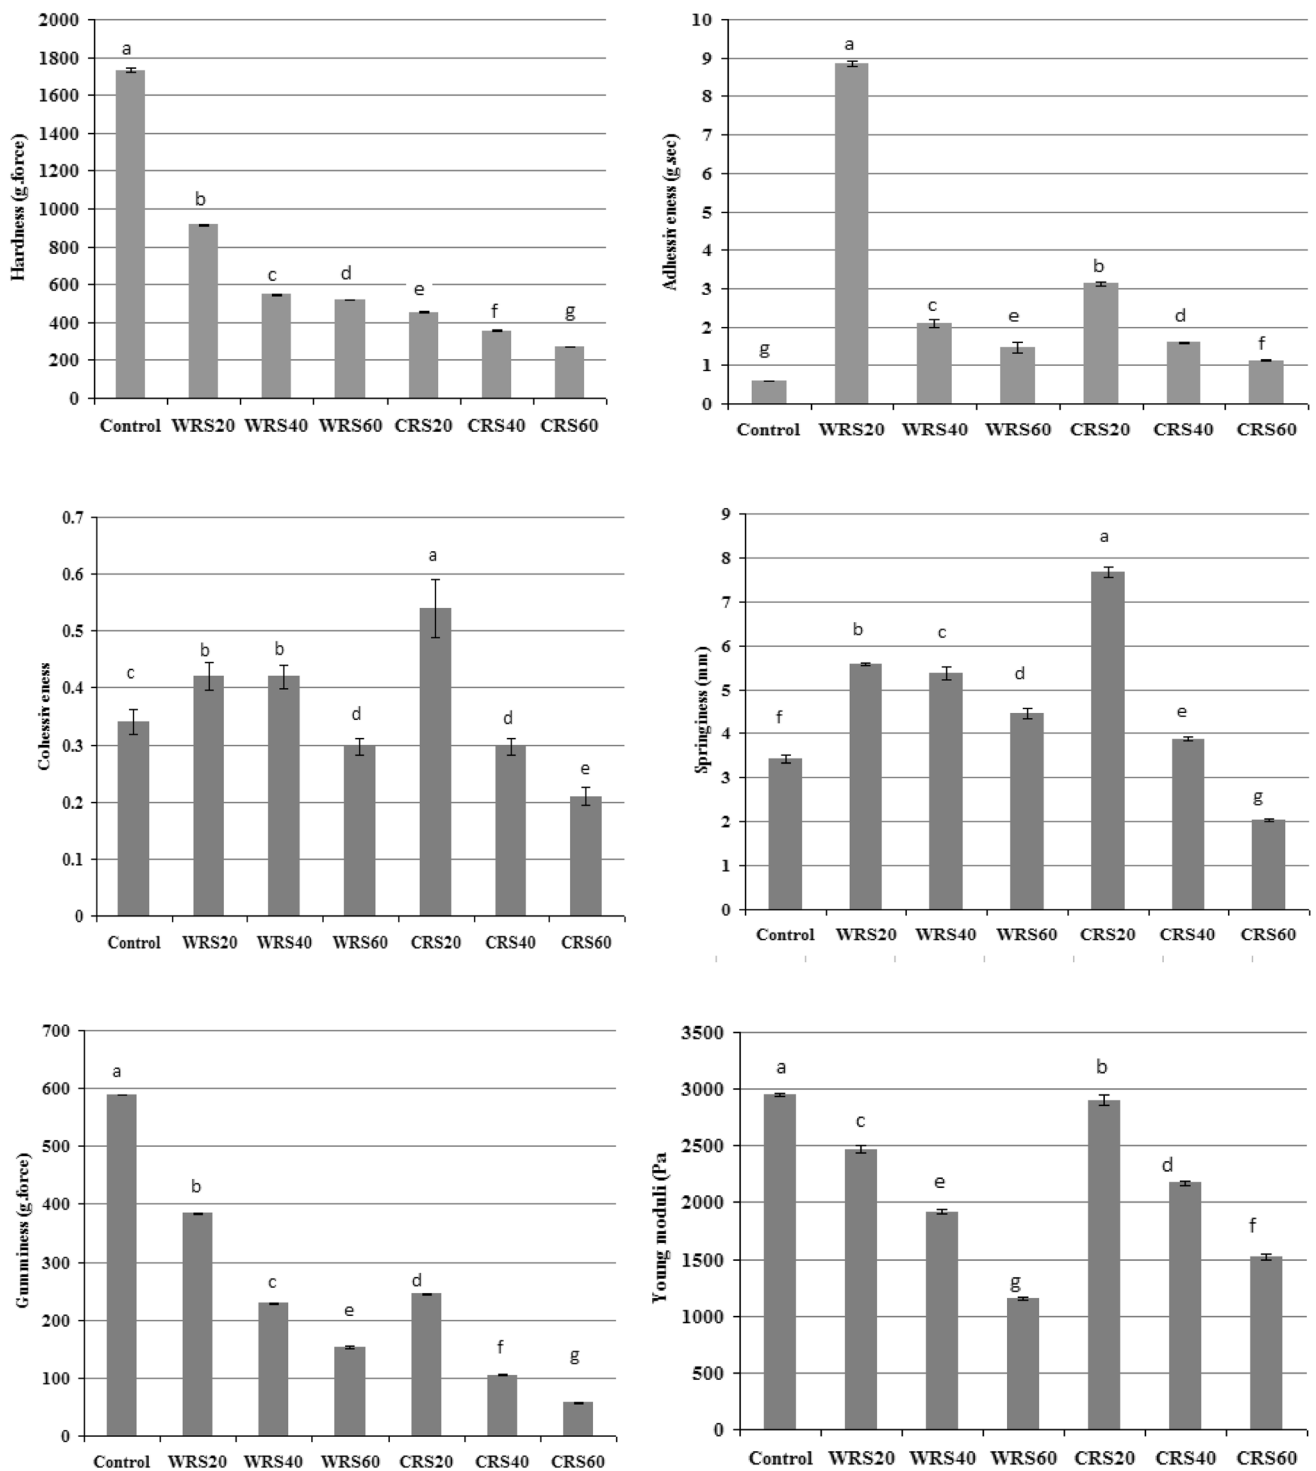 Hardness (g.force)
2000
1800
1600
1400
1200
1000
800
600
400
200
0
a
b
c
d
e
f
g
Control WRS20 WRS40 WRS60 CRS20 CRS40 CRS60
Adhessiveness (g.sec)
10
9
8
7
6
5
4
3
2
1
0
g
a
c
e
b
d
f
Control WRS20 WRS40 WRS60 CRS20 CRS40 CRS60
Cohessiveness
0.7
0.6
0.5
0.4
0.3
0.2
0.1
0
c
b
b
d
a
d
e
Control WRS20 WRS40 WRS60 CRS20 CRS40 CRS60
Springiness (mm)
9
8
7
6
5
4
3
2
1
0
f
b
c
d
a
e
g
Control WRS20 WRS40 WRS60 CRS20 CRS40 CRS60
Gumminess (g.force)
700
600
500
400
300
200
100
0
a
b
c
e
d
f
g
Control WRS20 WRS40 WRS60 CRS20 CRS40 CRS60
Young moduli (Pa
3500
3000
2500
2000
1500
1000
500
0
a
c
e
g
b
d
f
Control WRS20 WRS40 WRS60 CRS20 CRS40 CRS60